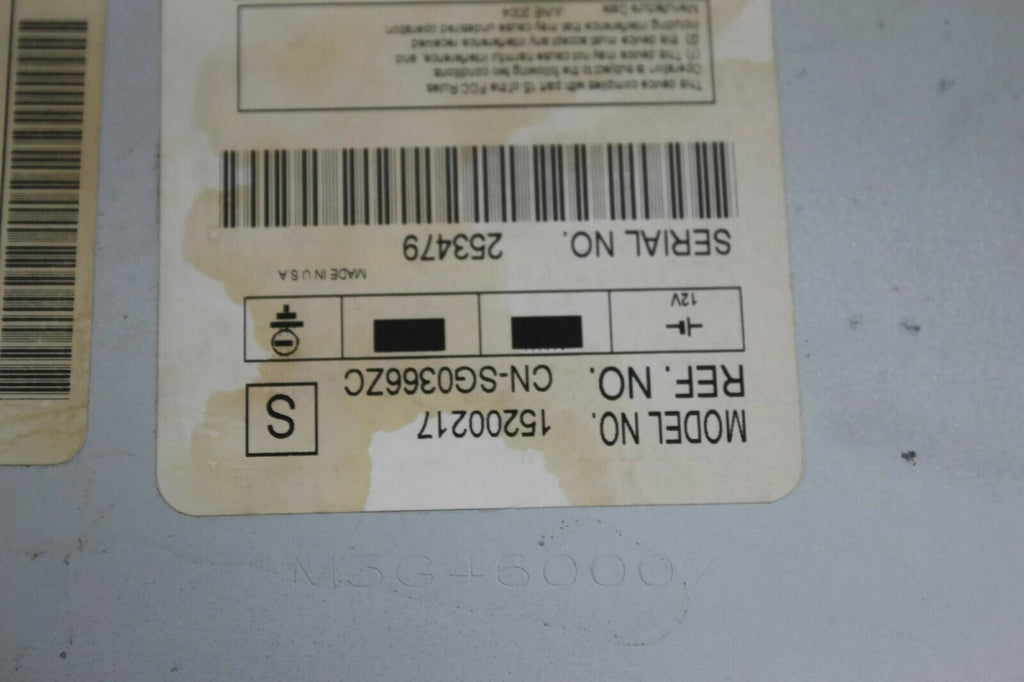 MODEL NO. 15200217
REF. NO. CN-SG0366ZC
S
12V
MADE IN U S A
SERIAL NO. 253479
This device complies with part 15 of the FCC Rules
Operation is subject to the following two conditions
(1) This device may not cause harmful interference, and
(2) this device must accept any interference received
including interference that may cause undesired operation
Manufacture Date JUNE 2004
M3G46000